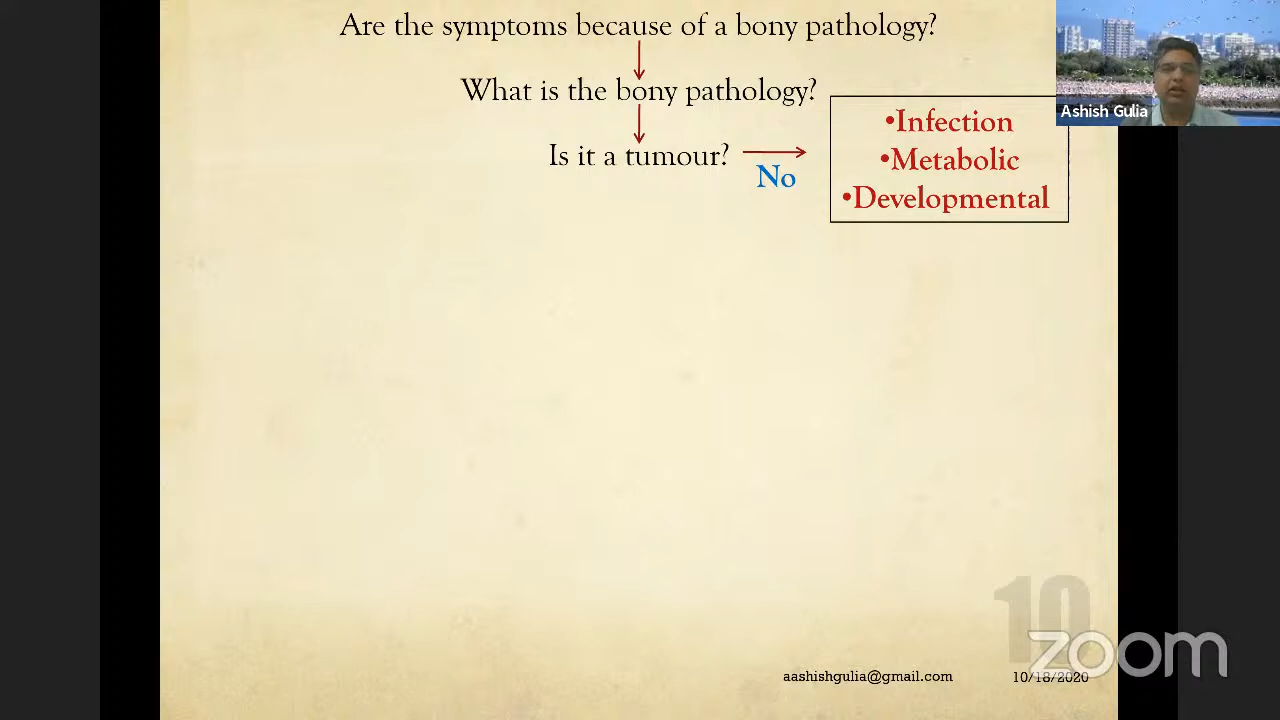 Are the symptoms because of a bony pathology?
What is the bony pathology?
Ashish Gulia
•Infection
Is it a tumour?
•Metabolic
No
•Developmental
10
zoom
aashishgulia@gmail.com
10/18/2020